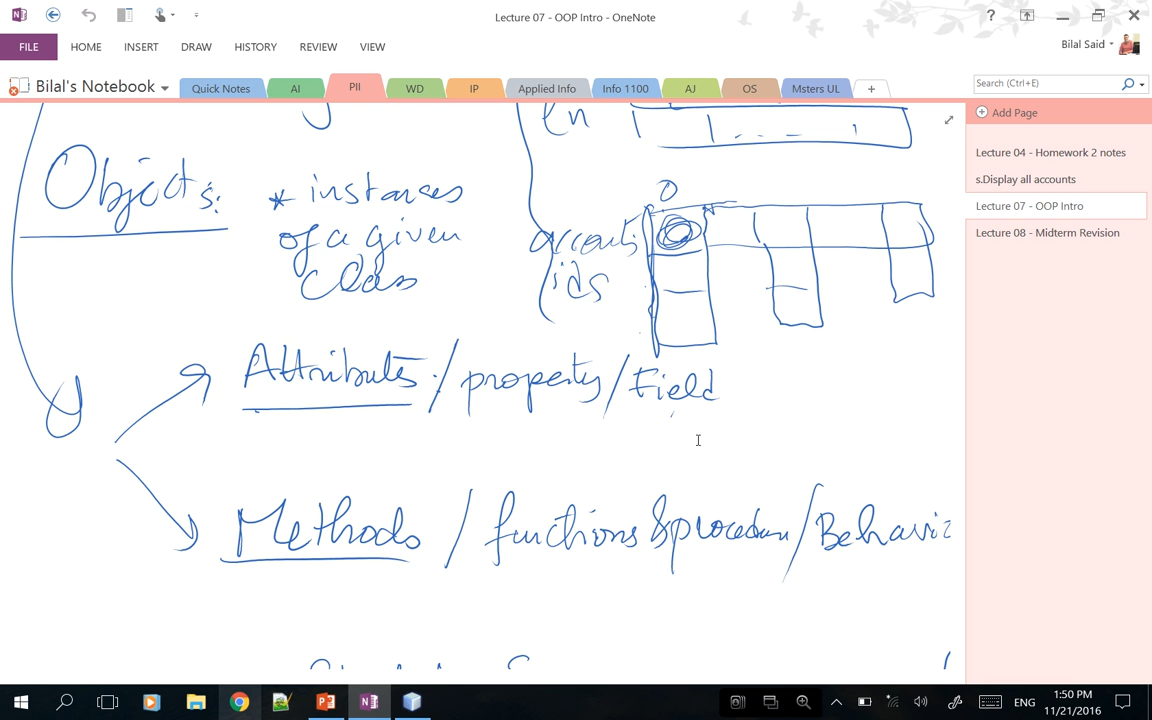 Lecture 07 - OOP Intro - OneNote
?
FILE
HOME
INSERT
DRAW
HISTORY
REVIEW
VIEW
Bilal Said
Bilal's Notebook
Quick Notes
AI
PII
WD
IP
Applied Info
Info 1100
AJ
OS
Msters UL
+
Search (Ctrl+E)
Add Page
Lecture 04 - Homework 2 notes
s.Display all accounts
Lecture 07 - OOP Intro
Lecture 08 - Midterm Revision
ln
Objects:
* instances
of a given
class
0
accounts
ids
Attributes / property / Field
Methods / functions & procedures / Behavio
ENG
1:50 PM
11/21/2016